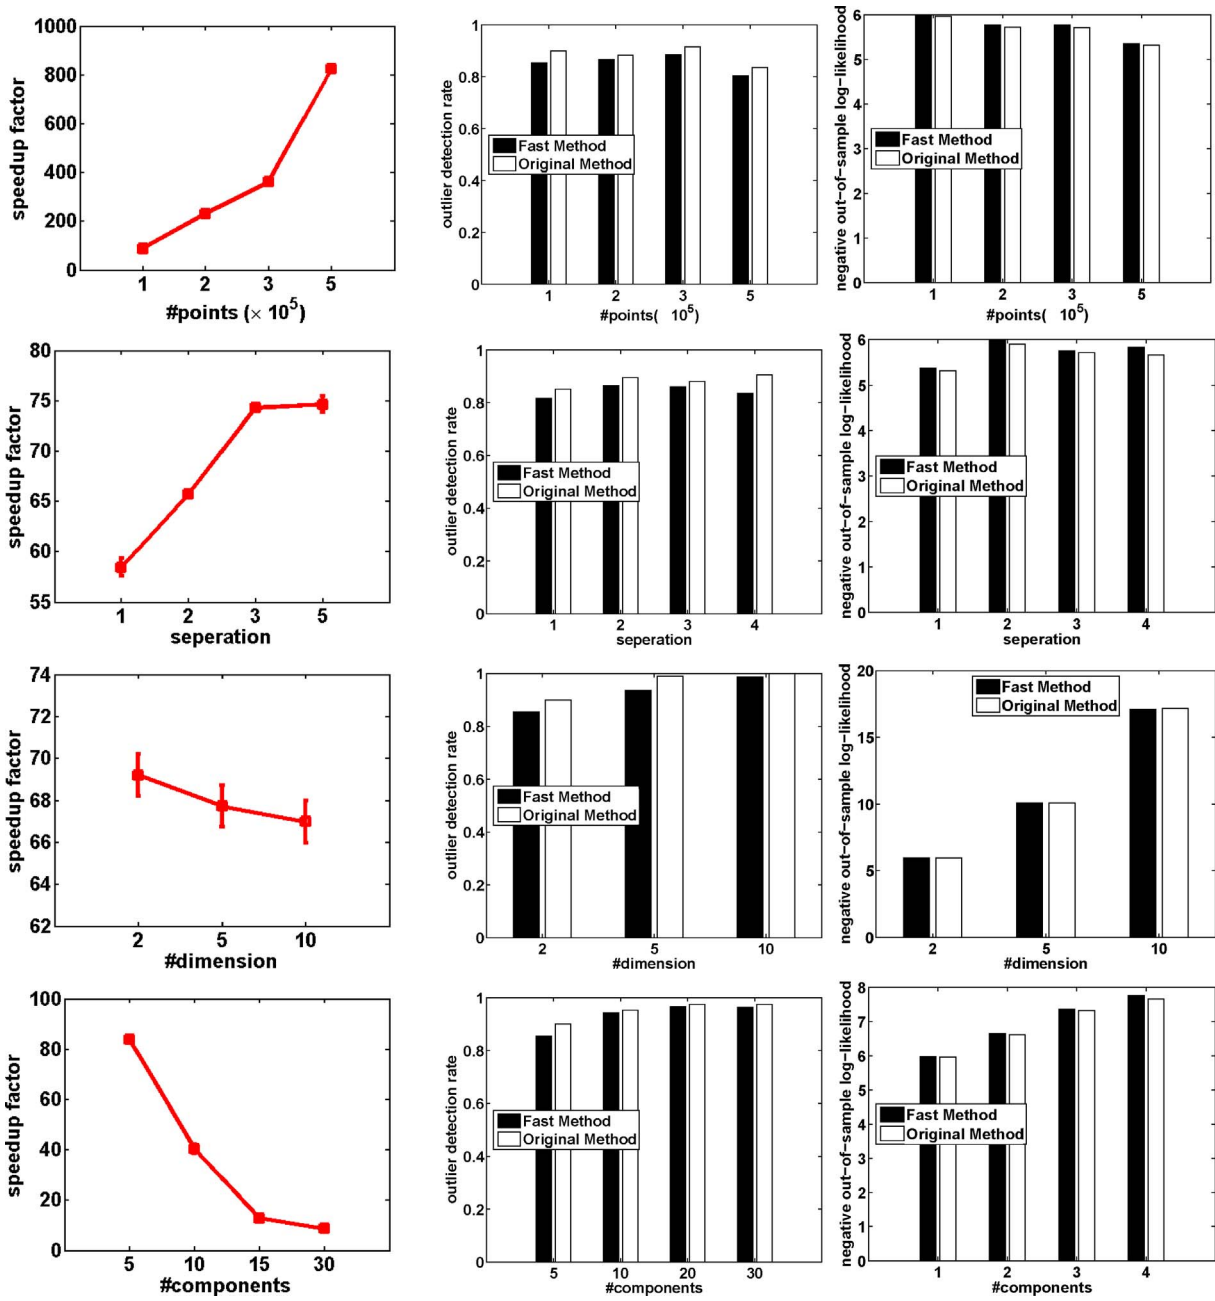 speedup factor
1000
800
600
400
200
0
1 2 3 5
#points (× 10⁵)
outlier detection rate
1
0.8
0.6
0.4
0.2
0
Fast Method
Original Method
1 2 3 5
#points( 10⁵)
negative out-of-sample log-likelihood
6
5
4
3
2
1
0
Fast Method
Original Method
1 2 3 5
#points( 10⁵)
speedup factor
80
75
70
65
60
55
1 2 3 5
seperation
outlier detection rate
1
0.8
0.6
0.4
0.2
0
Fast Method
Original Method
1 2 3 4
seperation
negative out-of-sample log-likelihood
6
5
4
3
2
1
0
Fast Method
Original Method
1 2 3 4
seperation
speedup factor
74
72
70
68
66
64
62
2 5 10
#dimension
outlier detection rate
1
0.8
0.6
0.4
0.2
0
Fast Method
Original Method
2 5 10
#dimension
negative out-of-sample log-likelihood
20
15
10
5
0
Fast Method
Original Method
2 5 10
#dimension
speedup factor
100
80
60
40
20
0
5 10 15 30
#components
outlier detection rate
1
0.8
0.6
0.4
0.2
0
Fast Method
Original Method
5 10 20 30
#components
negative out-of-sample log-likelihood
8
7
6
5
4
3
2
1
0
Fast Method
Original Method
1 2 3 4
#components